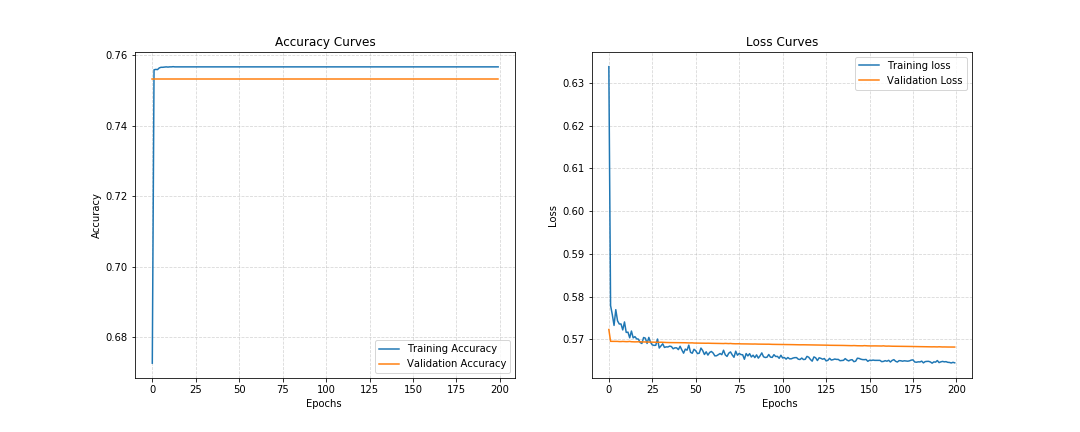 Accuracy Curves
0.76
0.74
0.72
0.70
0.68
Accuracy
0 25 50 75 100 125 150 175 200
Epochs
Training Accuracy
Validation Accuracy
Loss Curves
0.63
0.62
0.61
0.60
0.59
0.58
0.57
Loss
0 25 50 75 100 125 150 175 200
Epochs
Training loss
Validation Loss